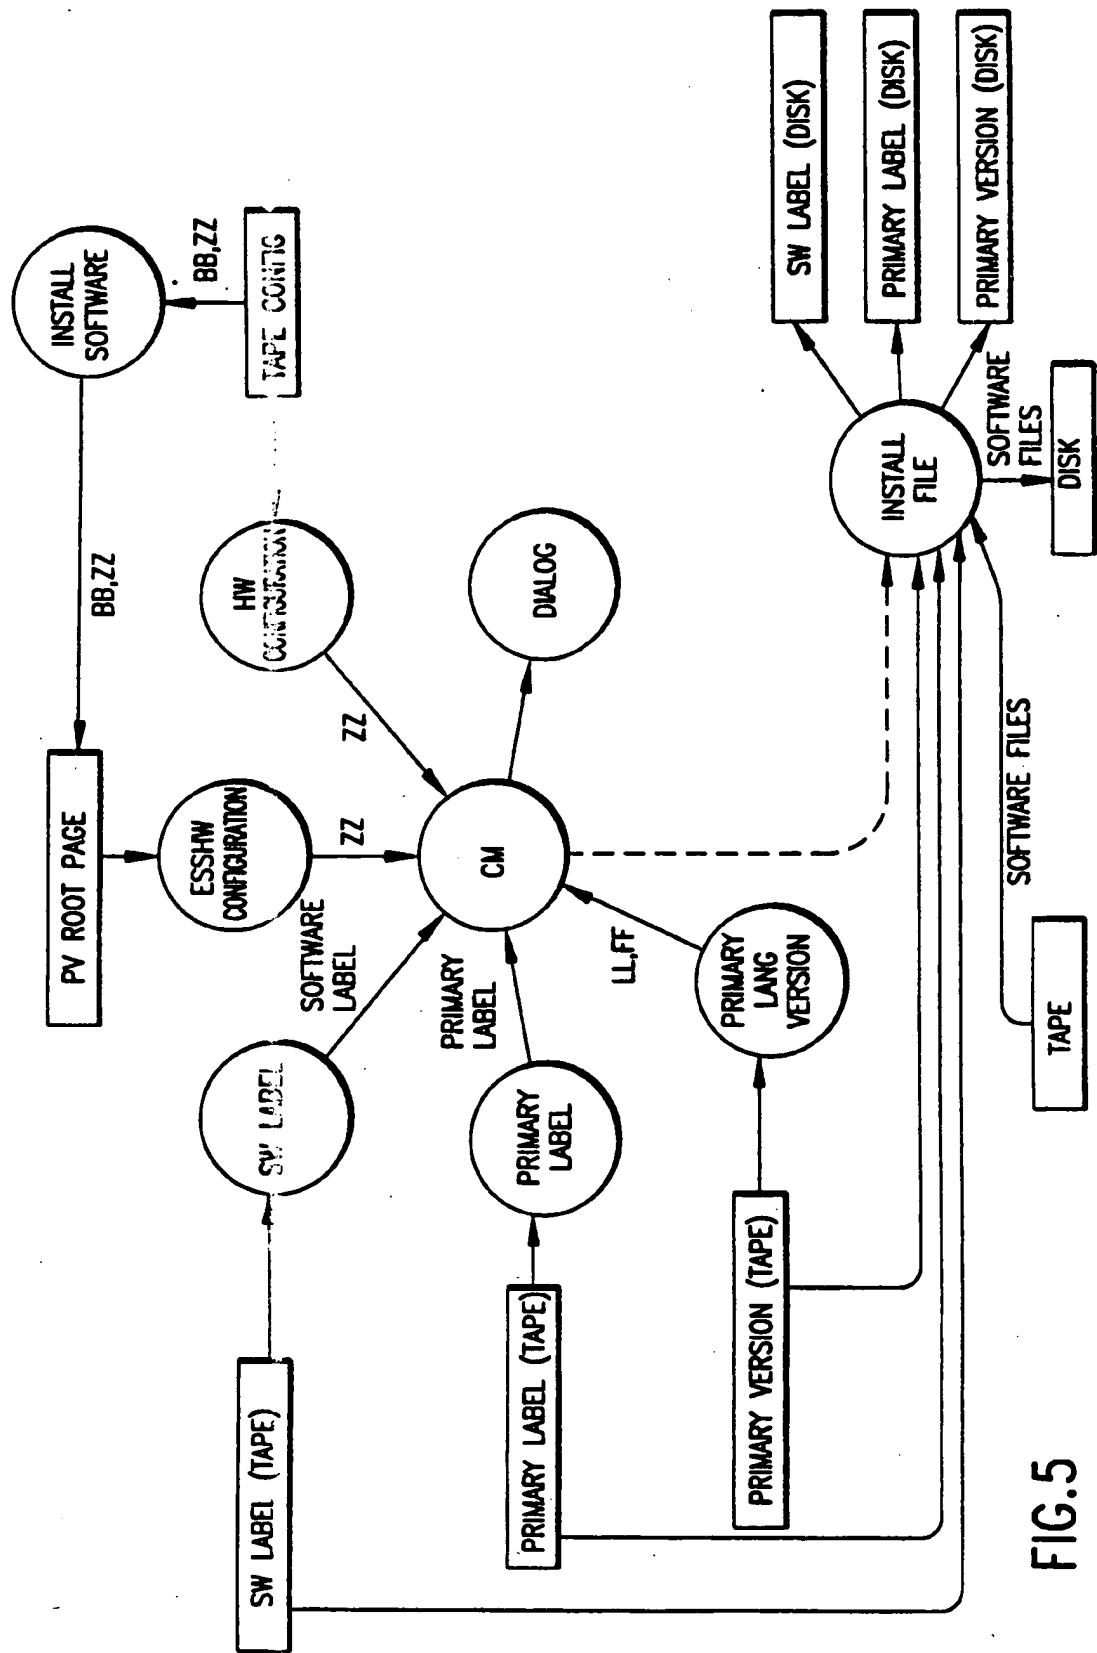 INSTALL
SOFTWARE
PV ROOT PAGE
BB,ZZ
BB,ZZ
ESSHW
CONFIGURATION
HW
CONFIGURATION
SW LABEL (TAPE)
SW LABEL
TAPE CONFIG
SOFTWARE
LABEL
ZZ
ZZ
PRIMARY
LABEL
CM
PRIMARY LABEL (TAPE)
PRIMARY
LABEL
DIALOG
LL,FF
PRIMARY
LANG
VERSION
PRIMARY VERSION (TAPE)
SW LABEL (DISK)
PRIMARY LABEL (DISK)
INSTALL
FILE
PRIMARY VERSION (DISK)
SOFTWARE
FILES
SOFTWARE FILES
TAPE
DISK
FIG.5